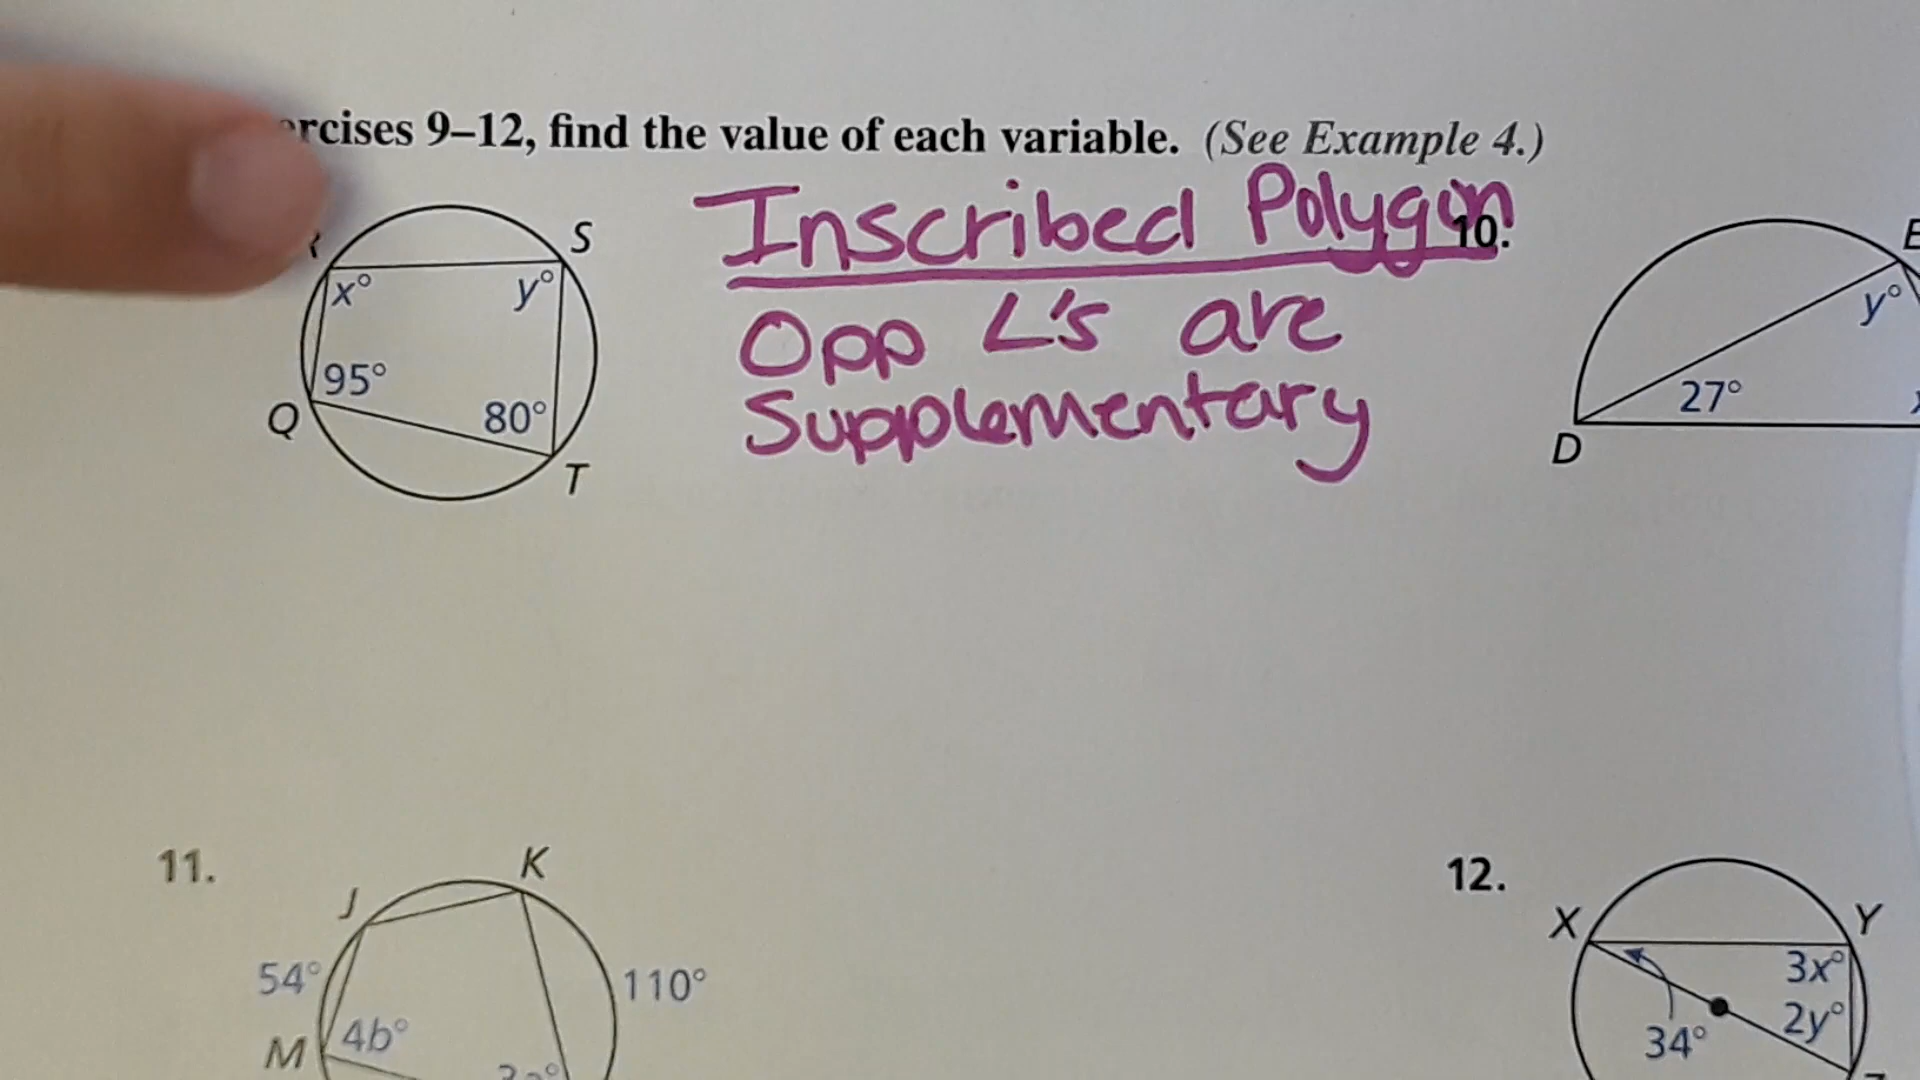 rcises 9–12, find the value of each variable. (See Example 4.)
Inscribed Polygon
Opp ∠'s are
Supplementary
S
x°
y°
95°
80°
Q
T
10.
y°
27°
D
11.
K
J
54°
110°
M
4b°
12.
X
Y
3x°
2y°
34°